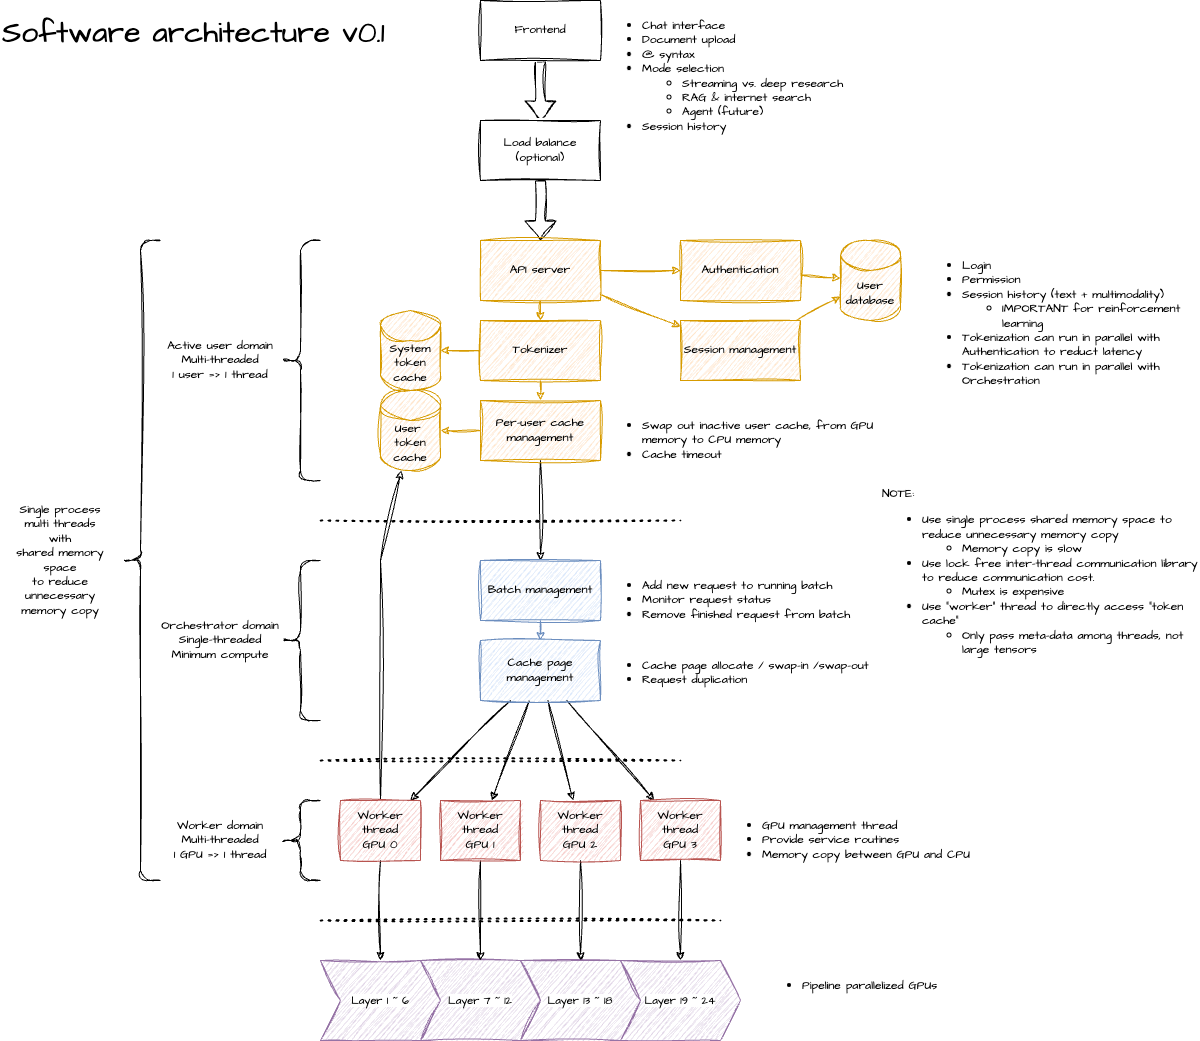 Software architecture v0.1
Frontend
• Chat interface
• Document upload
• @ syntax
• Mode selection
○ Streaming vs. deep research
○ RAG & internet search
○ Agent (future)
• Session history
Load balance
(optional)
API server
Authentication
User
database
• Login
• Permission
• Session history (text + multimodality)
○ IMPORTANT for reinforcement
learning
• Tokenization can run in parallel with
Authentication to reduct latency
• Tokenization can run in parallel with
Orchestration
Active user domain
Multi-threaded
1 user => 1 thread
System
token
cache
Tokenizer
Session management
User
token
cache
Per-user cache
management
• Swap out inactive user cache, from GPU
memory to CPU memory
• Cache timeout
Single process
multi threads
with
shared memory
space
to reduce
unnecessary
memory copy
NOTE:
• Use single process shared memory space to
reduce unnecessary memory copy
○ Memory copy is slow
• Use lock free inter-thread communication library
to reduce communication cost.
○ Mutex is expensive
• Use "worker" thread to directly access "token
cache"
○ Only pass meta-data among threads, not
large tensors
Orchestrator domain
Single-threaded
Minimum compute
Batch management
• Add new request to running batch
• Monitor request status
• Remove finished request from batch
Cache page
management
• Cache page allocate / swap-in /swap-out
• Request duplication
Worker domain
Multi-threaded
1 GPU => 1 thread
Worker
thread
GPU 0
Worker
thread
GPU 1
Worker
thread
GPU 2
Worker
thread
GPU 3
• GPU management thread
• Provide service routines
• Memory copy between GPU and CPU
Layer 1 ~ 6
Layer 7 ~ 12
Layer 13 ~ 18
Layer 19 ~ 24
• Pipeline parallelized GPUs